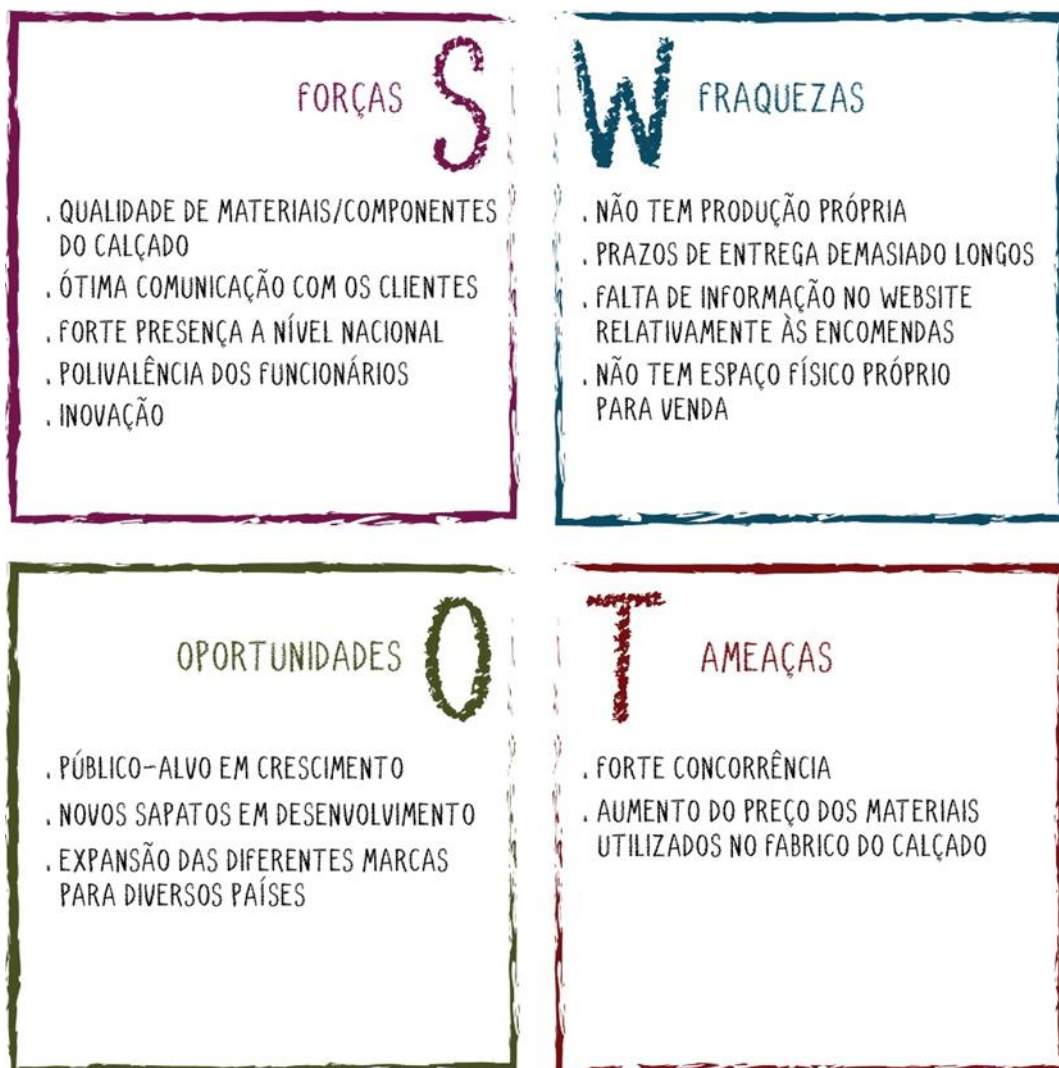 FORÇAS S
. QUALIDADE DE MATERIAIS/COMPONENTES
DO CALÇADO
. ÓTIMA COMUNICAÇÃO COM OS CLIENTES
. FORTE PRESENÇA A NÍVEL NACIONAL
. POLIVALÊNCIA DOS FUNCIONÁRIOS
. INOVAÇÃO
W FRAQUEZAS
. NÃO TEM PRODUÇÃO PRÓPRIA
. PRAZOS DE ENTREGA DEMASIADO LONGOS
. FALTA DE INFORMAÇÃO NO WEBSITE
RELATIVAMENTE ÀS ENCOMENDAS
. NÃO TEM ESPAÇO FÍSICO PRÓPRIO
PARA VENDA
OPORTUNIDADES O
. PÚBLICO-ALVO EM CRESCIMENTO
. NOVOS SAPATOS EM DESENVOLVIMENTO
. EXPANSÃO DAS DIFERENTES MARCAS
PARA DIVERSOS PAÍSES
T AMEAÇAS
. FORTE CONCORRÊNCIA
. AUMENTO DO PREÇO DOS MATERIAIS
UTILIZADOS NO FABRICO DO CALÇADO